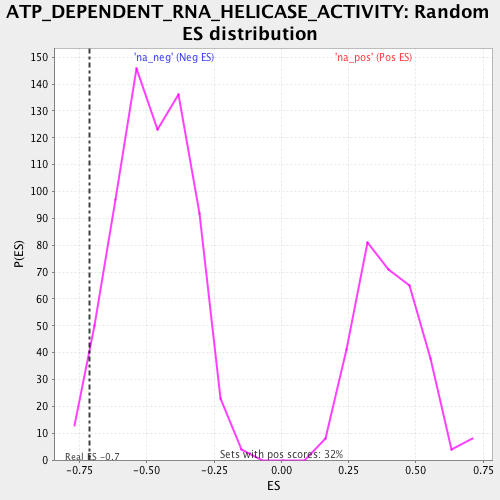 ATP_DEPENDENT_RNA_HELICASE_ACTIVITY: Random
ES distribution
'na_neg' (Neg ES)
'na_pos' (Pos ES)
150
140
130
120
110
100
90
80
70
60
50
40
30
20
10
0
P(ES)
Real ES -0.7
Sets with pos scores: 32%
-0.75
-0.50
-0.25
0.00
0.25
0.50
0.75
ES